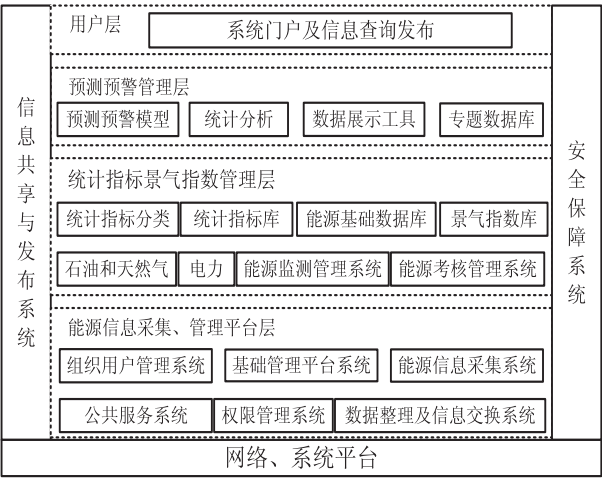 用户层
系统门户及信息查询发布
预测预警管理层
预测预警模型 统计分析 数据展示工具 专题数据库
统计指标景气指数管理层
统计指标分类 统计指标库 能源基础数据库 景气指数库
石油和天然气 电力 能源监测管理系统 能源考核管理系统
能源信息采集、管理平台层
组织用户管理系统 基础管理平台系统 能源信息采集系统
公共服务系统 权限管理系统 数据整理及信息交换系统
信息共享与发布系统
安全保障系统
网络、系统平台